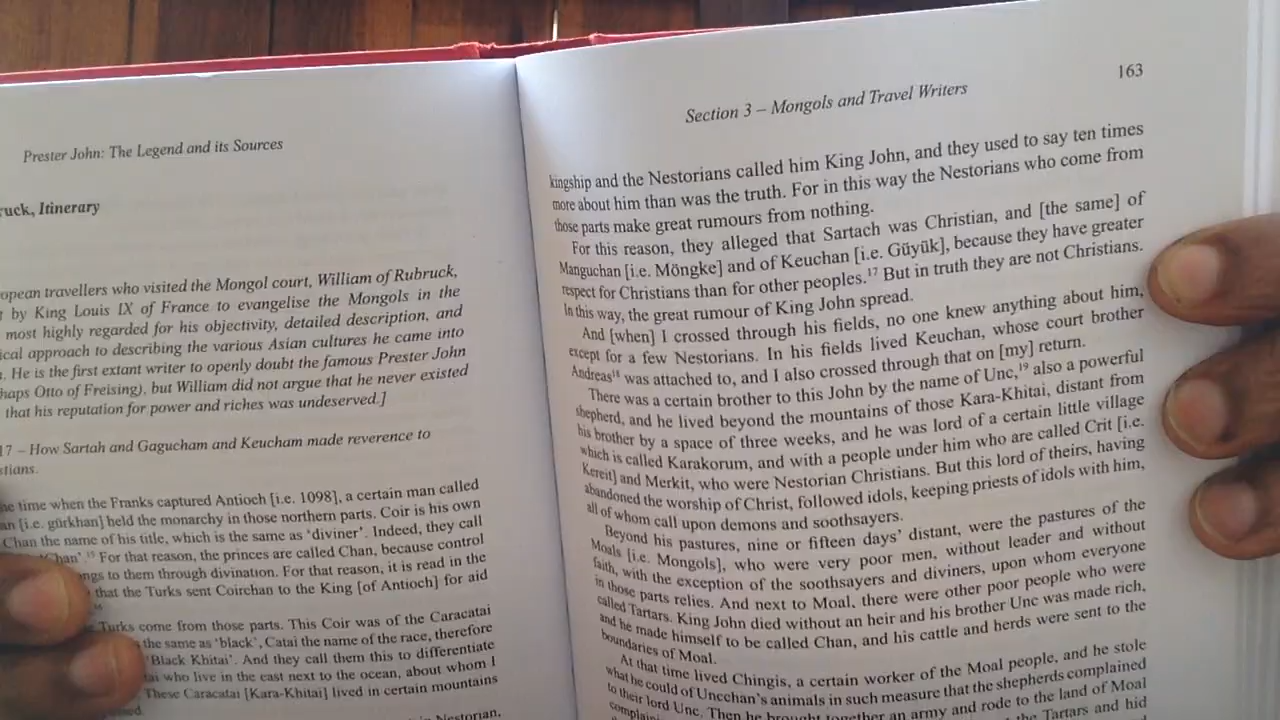 Prester John: The Legend and its Sources
ruck, Itinerary
opean travellers who visited the Mongol court, William of Rubruck,
t by King Louis IX of France to evangelise the Mongols in the
most highly regarded for his objectivity, detailed description, and
ical approach to describing the various Asian cultures he came into
. He is the first extant writer to openly doubt the famous Prester John
haps Otto of Freising), but William did not argue that he never existed
that his reputation for power and riches was undeserved.]
17 – How Sartah and Gagucham and Keucham made reverence to
stians.
he time when the Franks captured Antioch [i.e. 1098], a certain man called
an [i.e. gürkhan] held the monarchy in those northern parts. Coir is his own
Chan the name of his title, which is the same as 'diviner'. Indeed, they call
'Chan'.¹⁵ For that reason, the princes are called Chan, because control
ngs to them through divination. For that reason, it is read in the
that the Turks sent Coirchan to the King [of Antioch] for aid
Turks come from those parts. This Coir was of the Caracatai
s the same as 'black', Catai the name of the race, therefore
'Black Khitai'. And they call them this to differentiate
tai who live in the east next to the ocean, about whom I
These Caracatai [Kara-Khitai] lived in certain mountains
Nestorian,
163
Section 3 – Mongols and Travel Writers
kingship and the Nestorians called him King John, and they used to say ten times
more about him than was the truth. For in this way the Nestorians who come from
those parts make great rumours from nothing.
For this reason, they alleged that Sartach was Christian, and [the same] of
Manguchan [i.e. Möngke] and of Keuchan [i.e. Güyük], because they have greater
respect for Christians than for other peoples.¹⁷ But in truth they are not Christians.
In this way, the great rumour of King John spread.
And [when] I crossed through his fields, no one knew anything about him,
except for a few Nestorians. In his fields lived Keuchan, whose court brother
Andreas¹⁸ was attached to, and I also crossed through that on [my] return.
There was a certain brother to this John by the name of Unc,¹⁹ also a powerful
shepherd, and he lived beyond the mountains of those Kara-Khitai, distant from
his brother by a space of three weeks, and he was lord of a certain little village
which is called Karakorum, and with a people under him who are called Crit [i.e.
Kereit] and Merkit, who were Nestorian Christians. But this lord of theirs, having
abandoned the worship of Christ, followed idols, keeping priests of idols with him,
all of whom call upon demons and soothsayers.
Beyond his pastures, nine or fifteen days' distant, were the pastures of the
Moals [i.e. Mongols], who were very poor men, without leader and without
faith, with the exception of the soothsayers and diviners, upon whom everyone
in those parts relies. And next to Moal, there were other poor people who were
called Tartars. King John died without an heir and his brother Unc was made rich,
and he made himself to be called Chan, and his cattle and herds were sent to the
boundaries of Moal.
At that time lived Chingis, a certain worker of the Moal people, and he stole
what he could of Uncchan's animals in such measure that the shepherds complained
to their lord Unc. Then he brought together an army and rode to the land of Moal
the Tartars and hid